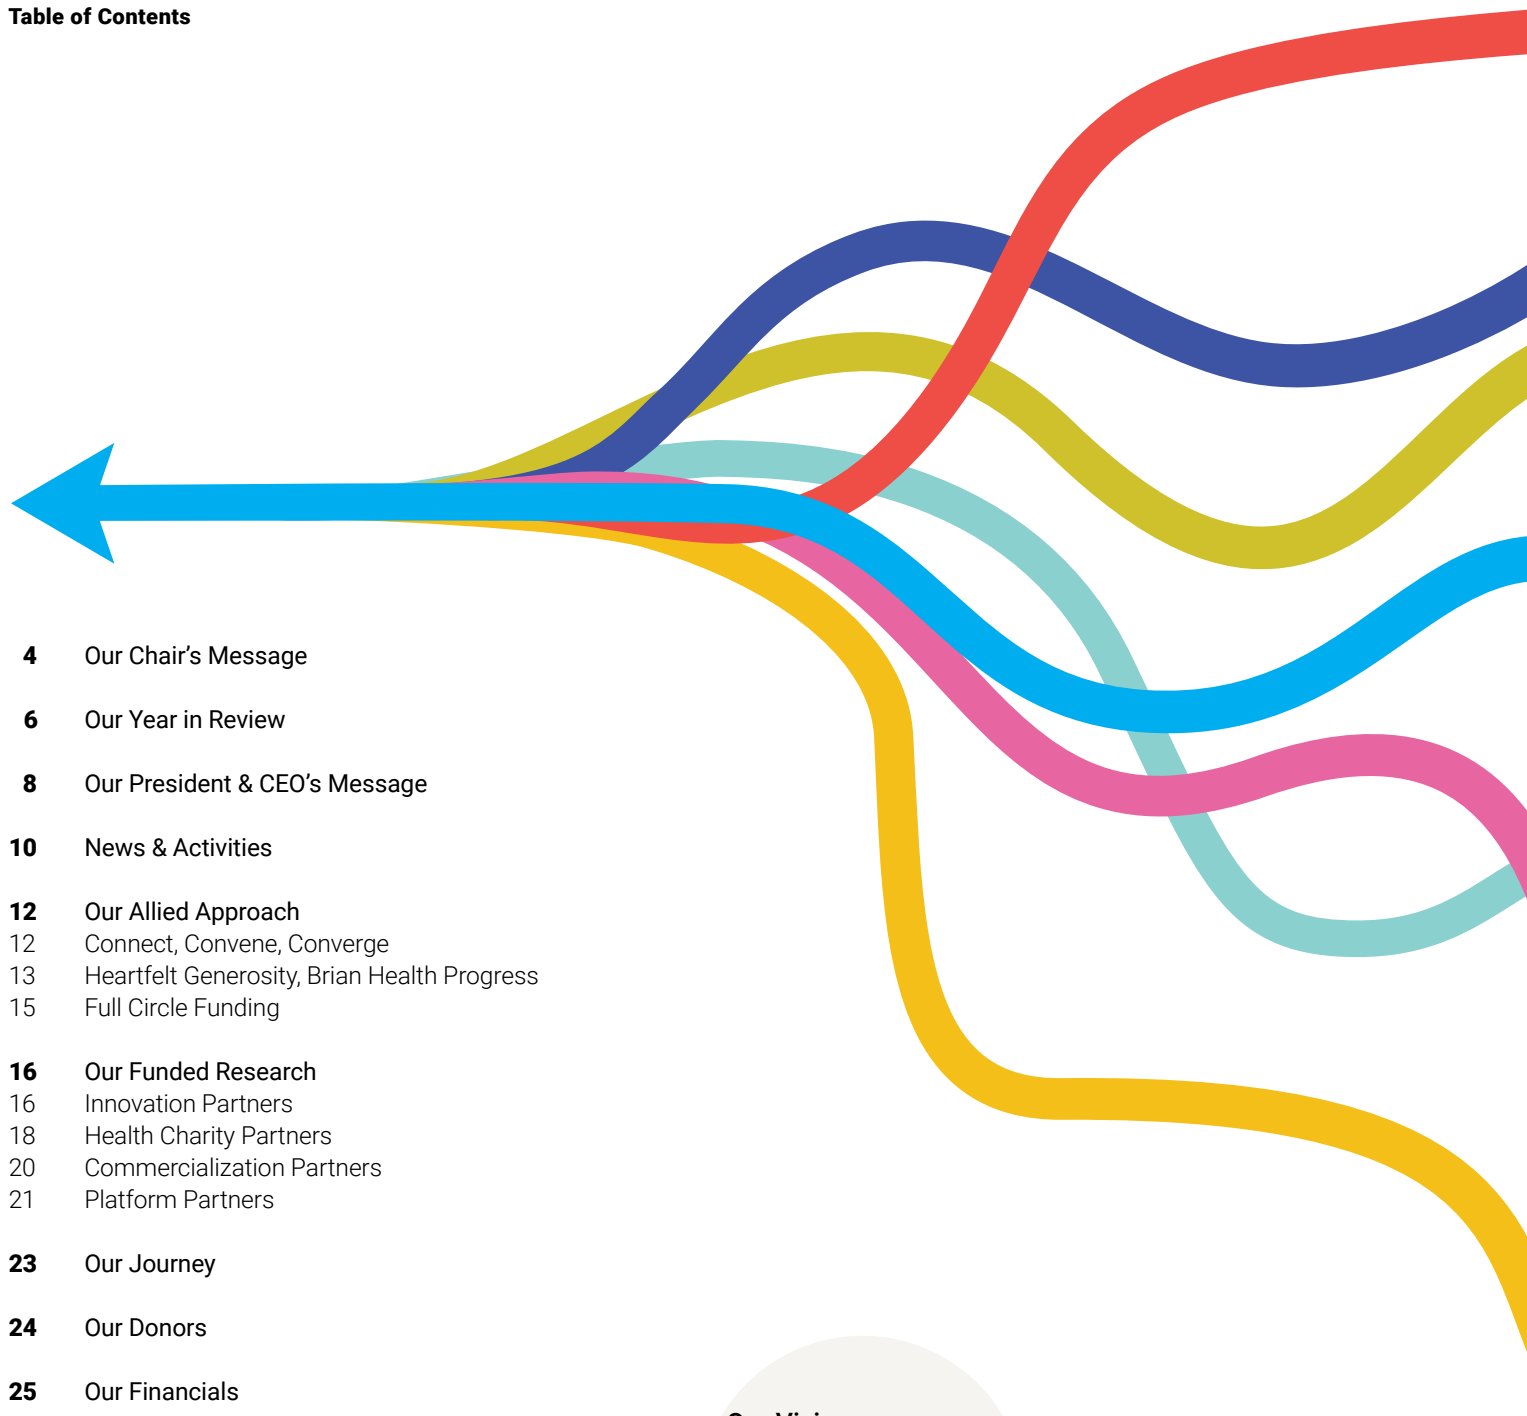 Table of Contents
4 Our Chair’s Message
6 Our Year in Review
8 Our President & CEO’s Message
10 News & Activities
12 Our Allied Approach
12 Connect, Convene, Converge
13 Heartfelt Generosity, Brian Health Progress
15 Full Circle Funding
16 Our Funded Research
16 Innovation Partners
18 Health Charity Partners
20 Commercialization Partners
21 Platform Partners
23 Our Journey
24 Our Donors
25 Our Financials